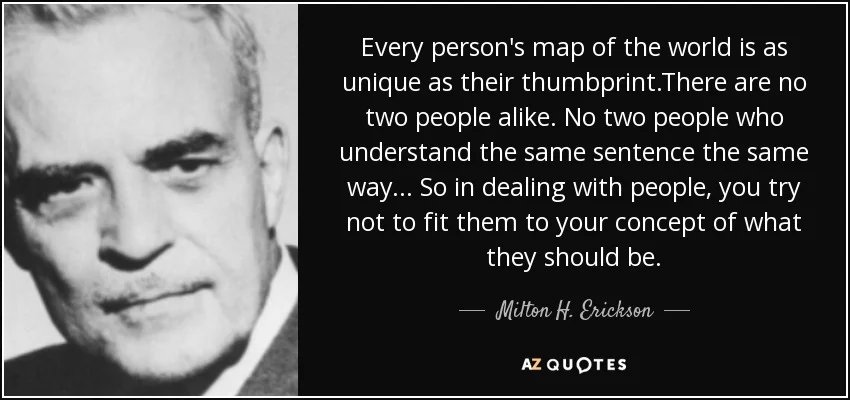 Every person's map of the world is as
unique as their thumbprint.There are no
two people alike. No two people who
understand the same sentence the same
way... So in dealing with people, you try
not to fit them to your concept of what
they should be.
Milton H. Erickson
AZ QUOTES